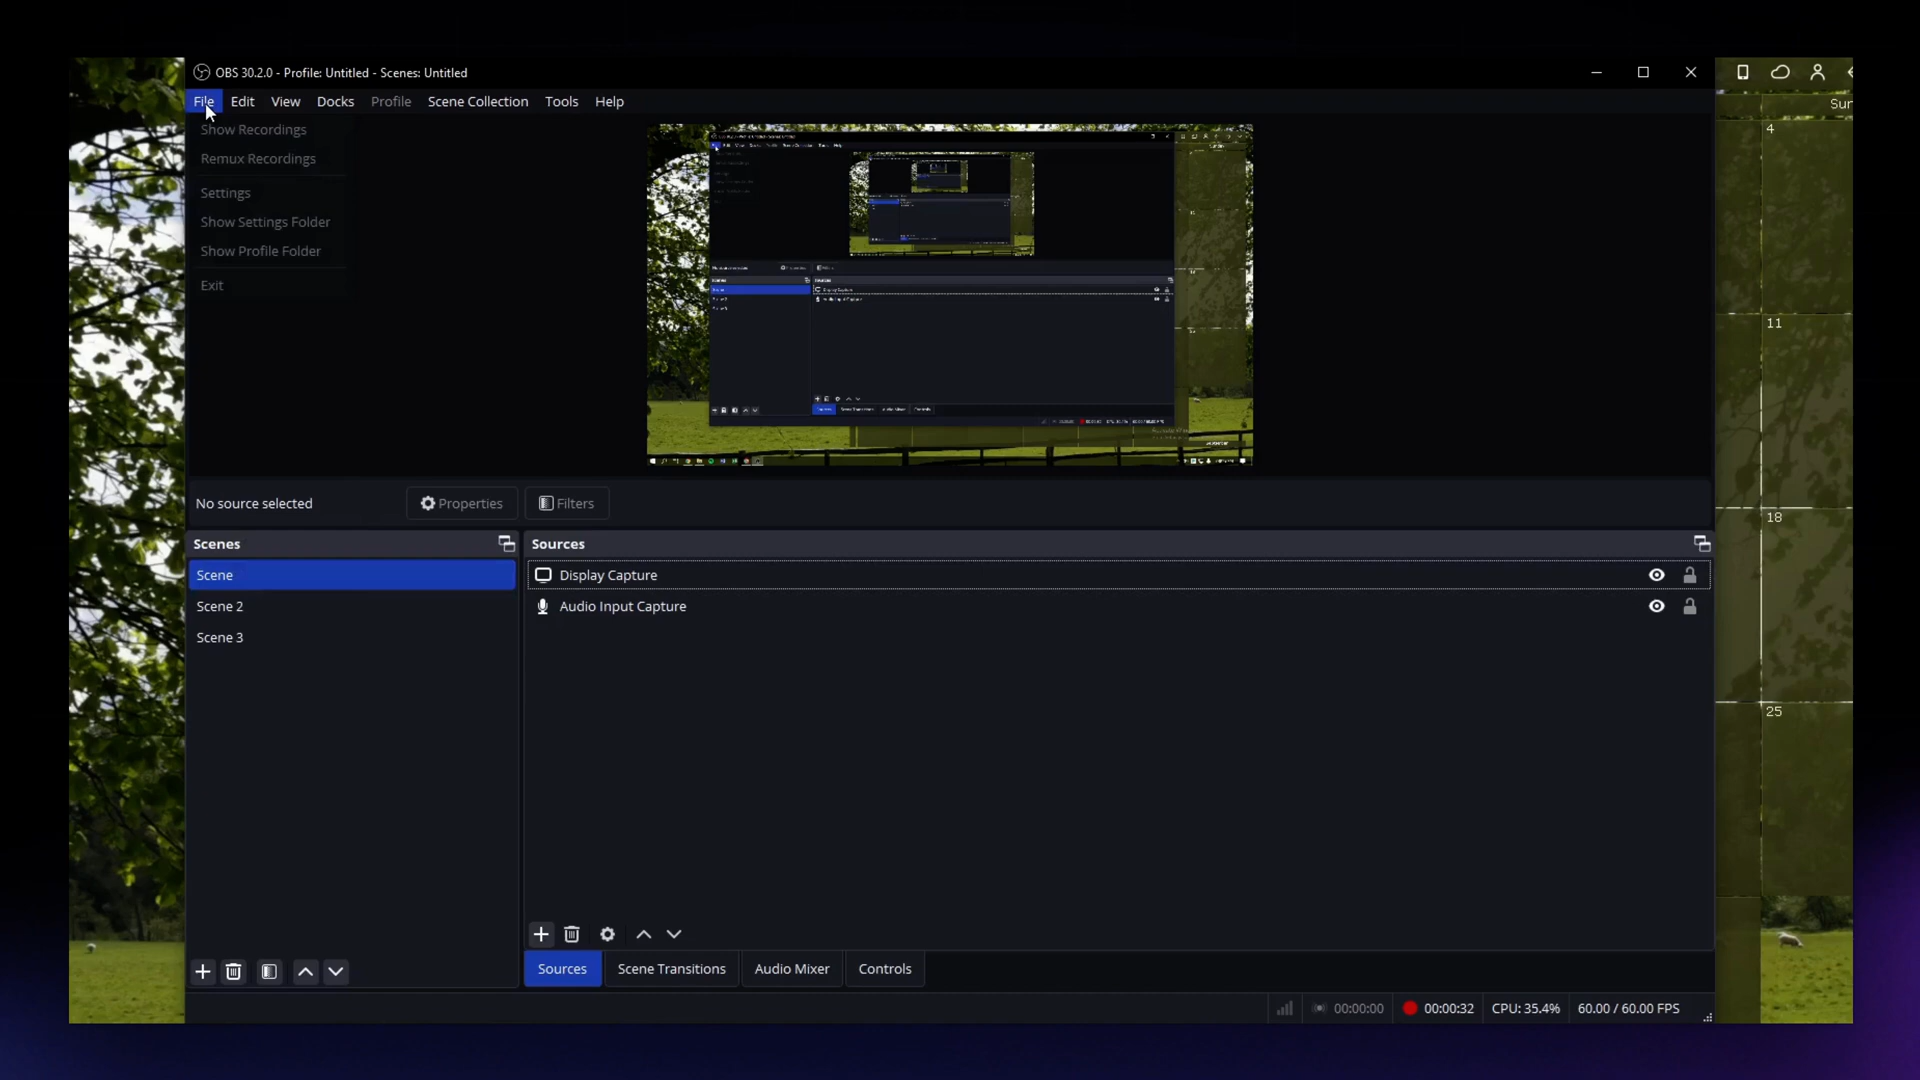 OBS 30.2.0 - Profile: Untitled - Scenes: Untitled
File Edit View Docks Profile Scene Collection Tools Help
Sun
Show Recordings
Remux Recordings
Settings
Show Settings Folder
Show Profile Folder
Exit
4
11
18
25
No source selected Properties Filters
Scenes
Scene
Scene 2
Scene 3
Sources
Display Capture
Audio Input Capture
Sources Scene Transitions Audio Mixer Controls
00:00:00 00:00:32 CPU: 35.4% 60.00 / 60.00 FPS